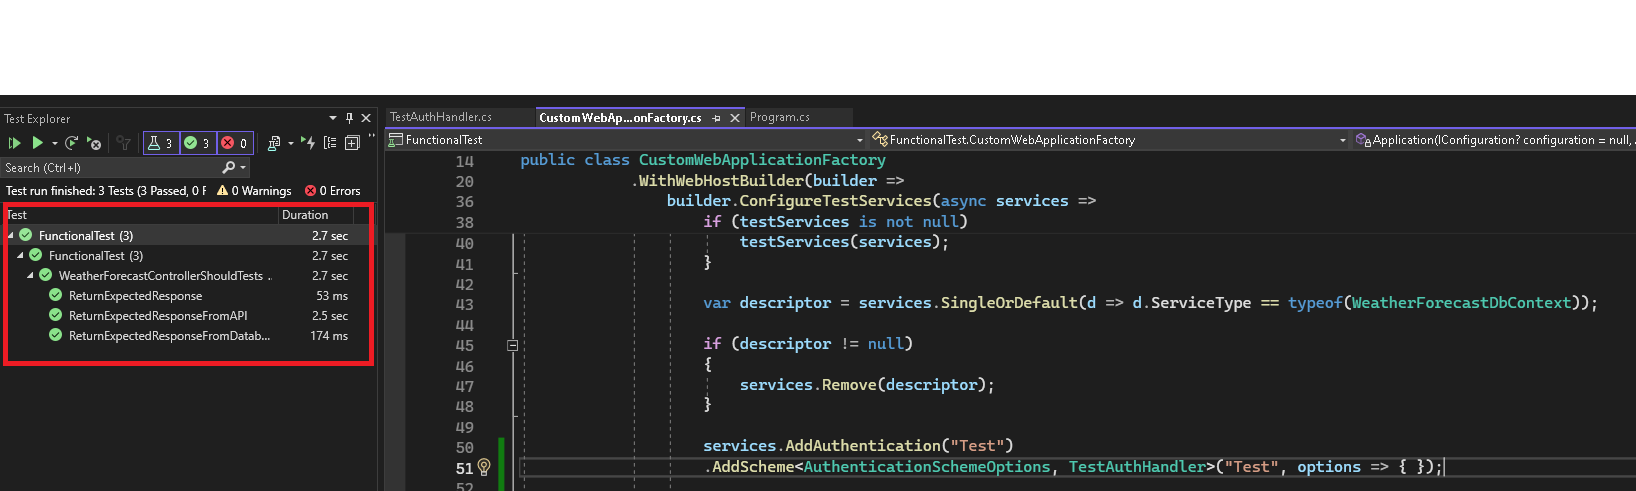 Test Explorer
3 3 0
Search (Ctrl+I)
Test run finished: 3 Tests (3 Passed, 0 F 0 Warnings 0 Errors
Test Duration
FunctionalTest (3) 2.7 sec
FunctionalTest (3) 2.7 sec
WeatherForecastControllerShouldTests .. 2.7 sec
ReturnExpectedResponse 53 ms
ReturnExpectedResponseFromAPI 2.5 sec
ReturnExpectedResponseFromDatab... 174 ms
TestAuthHandler.cs CustomWebAp...onFactory.cs Program.cs
FunctionalTest FunctionalTest.CustomWebApplicationFactory Application(IConfiguration? configuration = null,
14 public class CustomWebApplicationFactory
20 .WithWebHostBuilder(builder =>
36 builder.ConfigureTestServices(async services =>
38 if (testServices is not null)
40 testServices(services);
41 }
42
43 var descriptor = services.SingleOrDefault(d => d.ServiceType == typeof(WeatherForecastDbContext));
44
45 if (descriptor != null)
46 {
47 services.Remove(descriptor);
48 }
49
50 services.AddAuthentication("Test")
51 .AddScheme<AuthenticationSchemeOptions, TestAuthHandler>("Test", options => { });
52